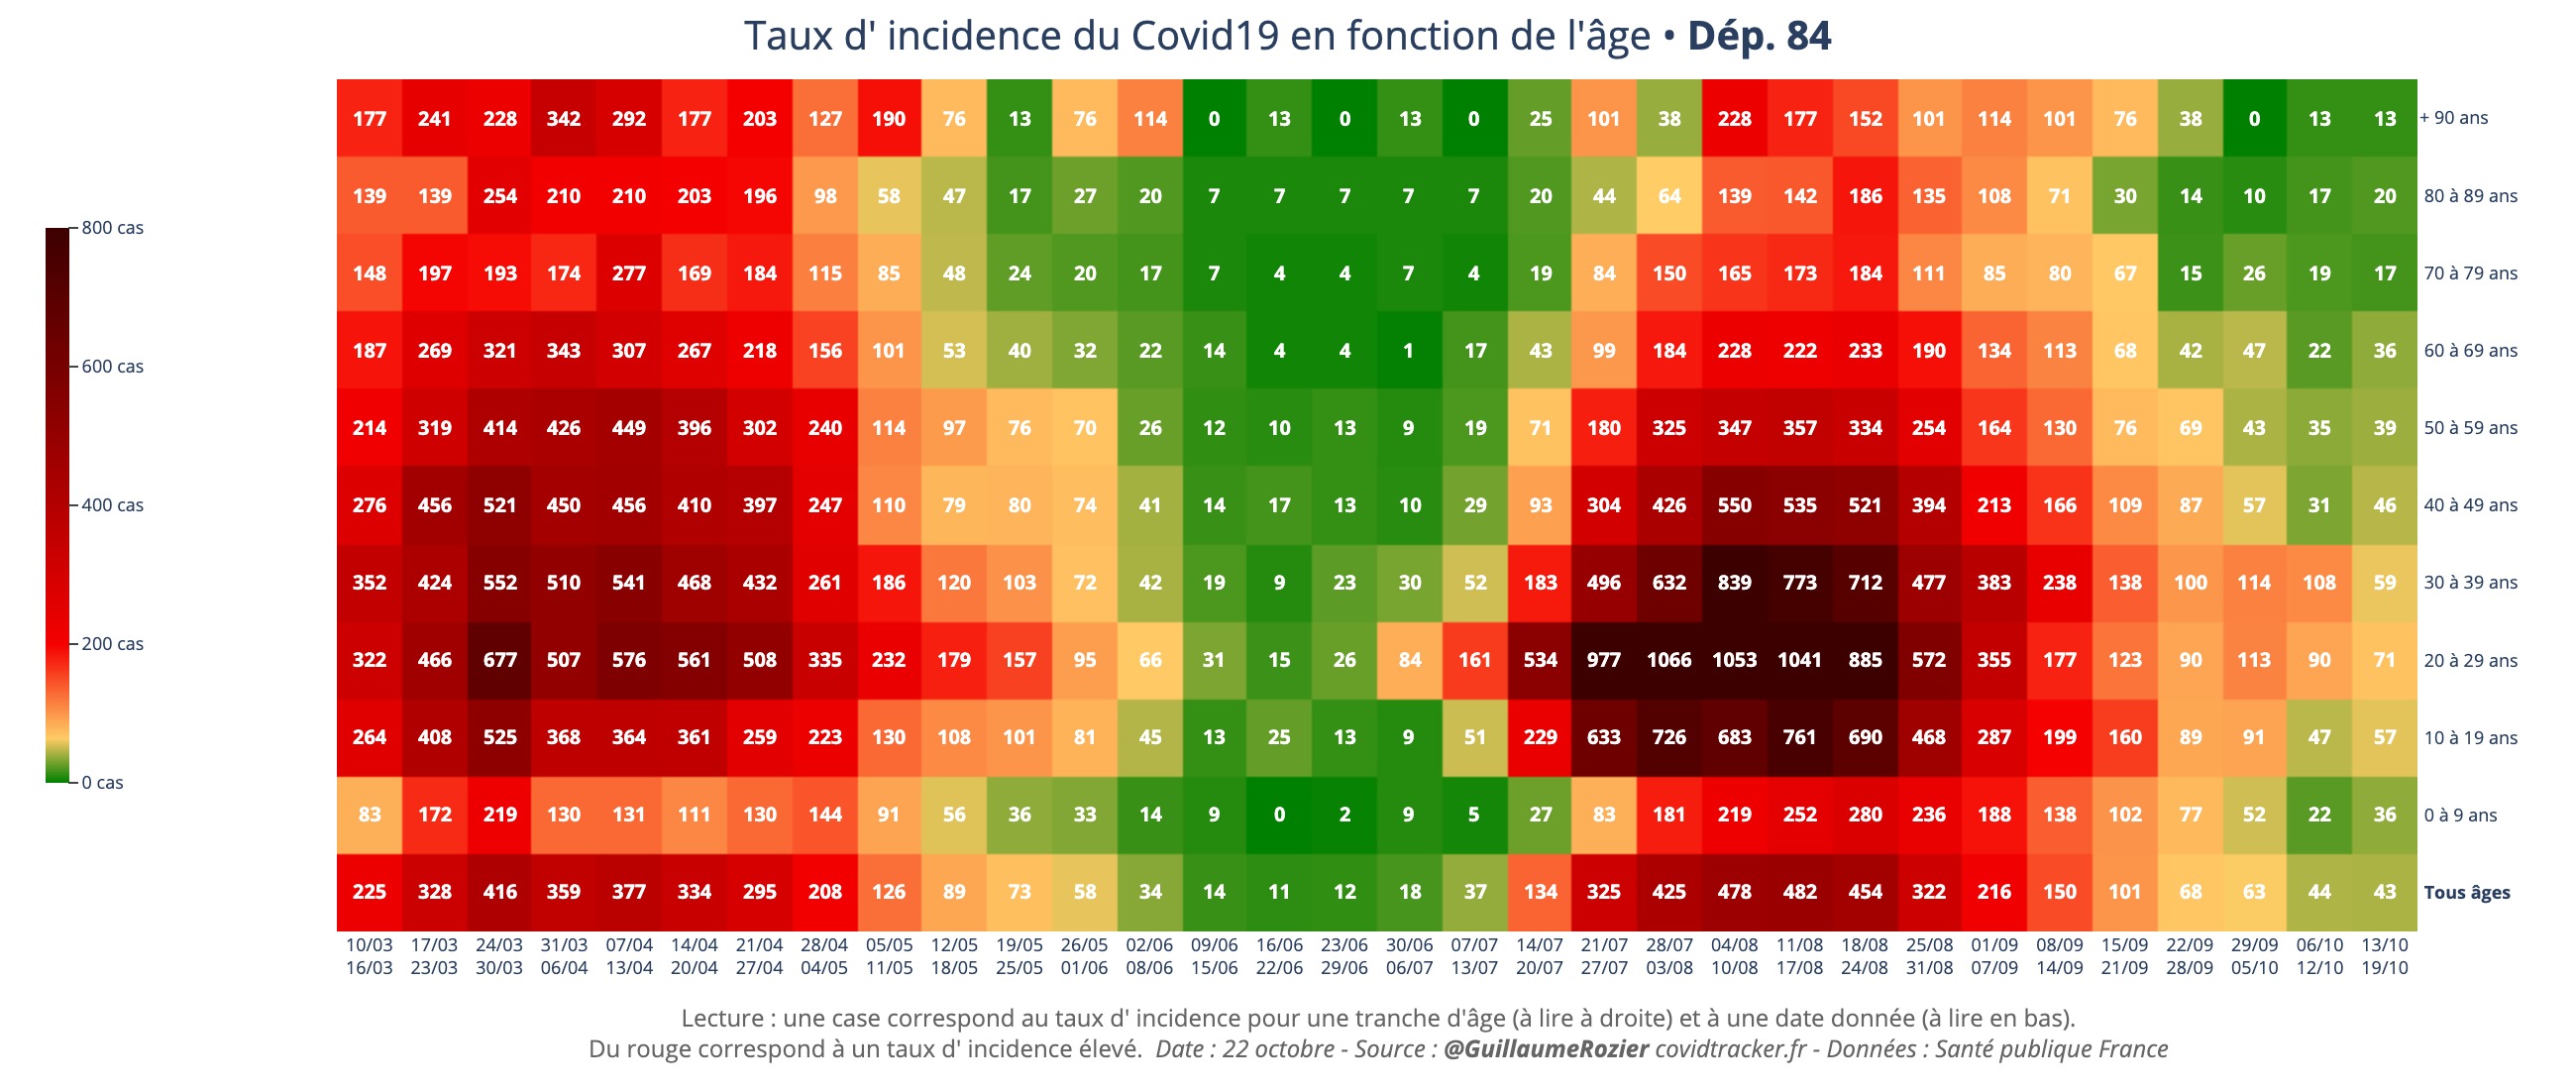 Taux d' incidence du Covid19 en fonction de l'âge • Dép. 84
177 241 228 342 292 177 203 127 190 76 13 76 114 0 13 0 13 0 25 101 38 228 177 152 101 114 101 76 38 0 13 13 + 90 ans
139 139 254 210 210 203 196 98 58 47 17 27 20 7 7 7 7 7 20 44 64 139 142 186 135 108 71 30 14 10 17 20 80 à 89 ans
148 197 193 174 277 169 184 115 85 48 24 20 17 7 4 4 7 4 19 84 150 165 173 184 111 85 80 67 15 26 19 17 70 à 79 ans
187 269 321 343 307 267 218 156 101 53 40 32 22 14 4 4 1 17 43 99 184 228 222 233 190 134 113 68 42 47 22 36 60 à 69 ans
214 319 414 426 449 396 302 240 114 97 76 70 26 12 10 13 9 19 71 180 325 347 357 334 254 164 130 76 69 43 35 39 50 à 59 ans
276 456 521 450 456 410 397 247 110 79 80 74 41 14 17 13 10 29 93 304 426 550 535 521 394 213 166 109 87 57 31 46 40 à 49 ans
352 424 552 510 541 468 432 261 186 120 103 72 42 19 9 23 30 52 183 496 632 839 773 712 477 383 238 138 100 114 108 59 30 à 39 ans
322 466 677 507 576 561 508 335 232 179 157 95 66 31 15 26 84 161 534 977 1066 1053 1041 885 572 355 177 123 90 113 90 71 20 à 29 ans
264 408 525 368 364 361 259 223 130 108 101 81 45 13 25 13 9 51 229 633 726 683 761 690 468 287 199 160 89 91 47 57 10 à 19 ans
83 172 219 130 131 111 130 144 91 56 36 33 14 9 0 2 9 5 27 83 181 219 252 280 236 188 138 102 77 52 22 36 0 à 9 ans
225 328 416 359 377 334 295 208 126 89 73 58 34 14 11 12 18 37 134 325 425 478 482 454 322 216 150 101 68 63 44 43 Tous âges
10/03 17/03 24/03 31/03 07/04 14/04 21/04 28/04 05/05 12/05 19/05 26/05 02/06 09/06 16/06 23/06 30/06 07/07 14/07 21/07 28/07 04/08 11/08 18/08 25/08 01/09 08/09 15/09 22/09 29/09 06/10 13/10
16/03 23/03 30/03 06/04 13/04 20/04 27/04 04/05 11/05 18/05 25/05 01/06 08/06 15/06 22/06 29/06 06/07 13/07 20/07 27/07 03/08 10/08 17/08 24/08 31/08 07/09 14/09 21/09 28/09 05/10 12/10 19/10
800 cas
600 cas
400 cas
200 cas
0 cas
Lecture : une case correspond au taux d' incidence pour une tranche d'âge (à lire à droite) et à une date donnée (à lire en bas).
Du rouge correspond à un taux d' incidence élevé. Date : 22 octobre - Source : @GuillaumeRozier covidtracker.fr - Données : Santé publique France